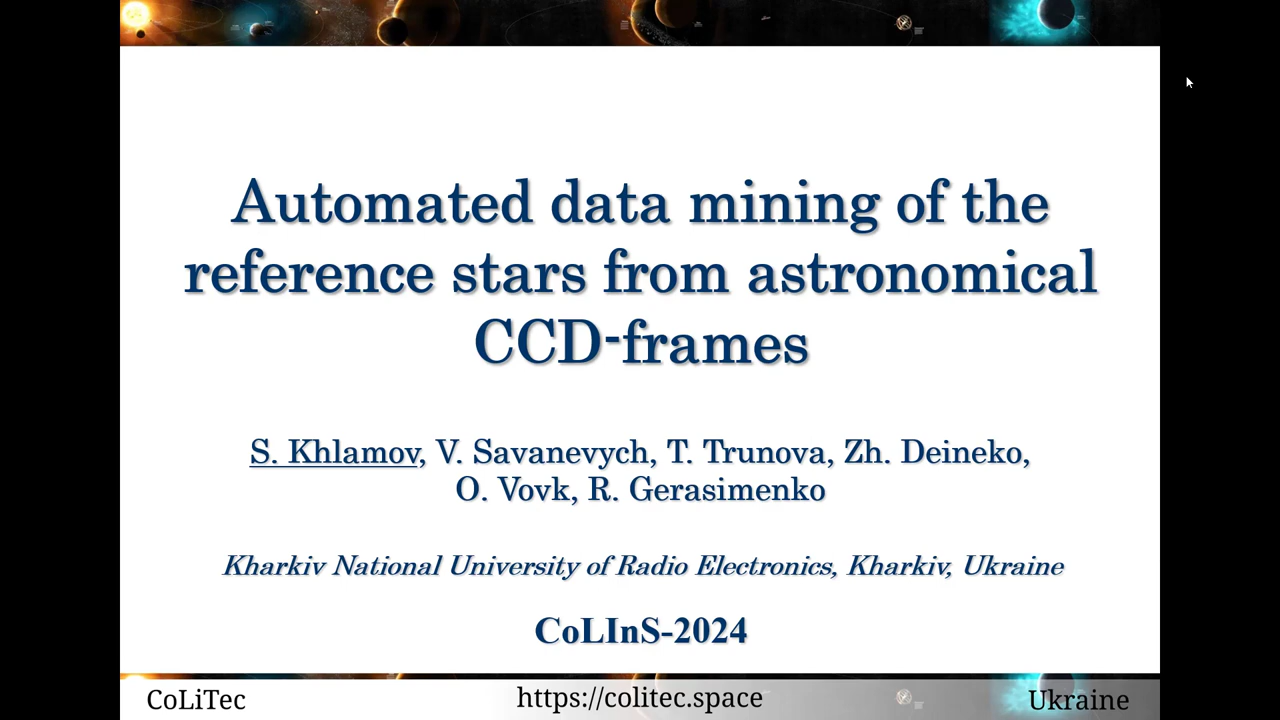 Automated data mining of the
reference stars from astronomical
CCD-frames
S. Khlamov, V. Savanevych, T. Trunova, Zh. Deineko,
O. Vovk, R. Gerasimenko
Kharkiv National University of Radio Electronics, Kharkiv, Ukraine
CoLInS-2024
CoLiTec
https://colitec.space
Ukraine